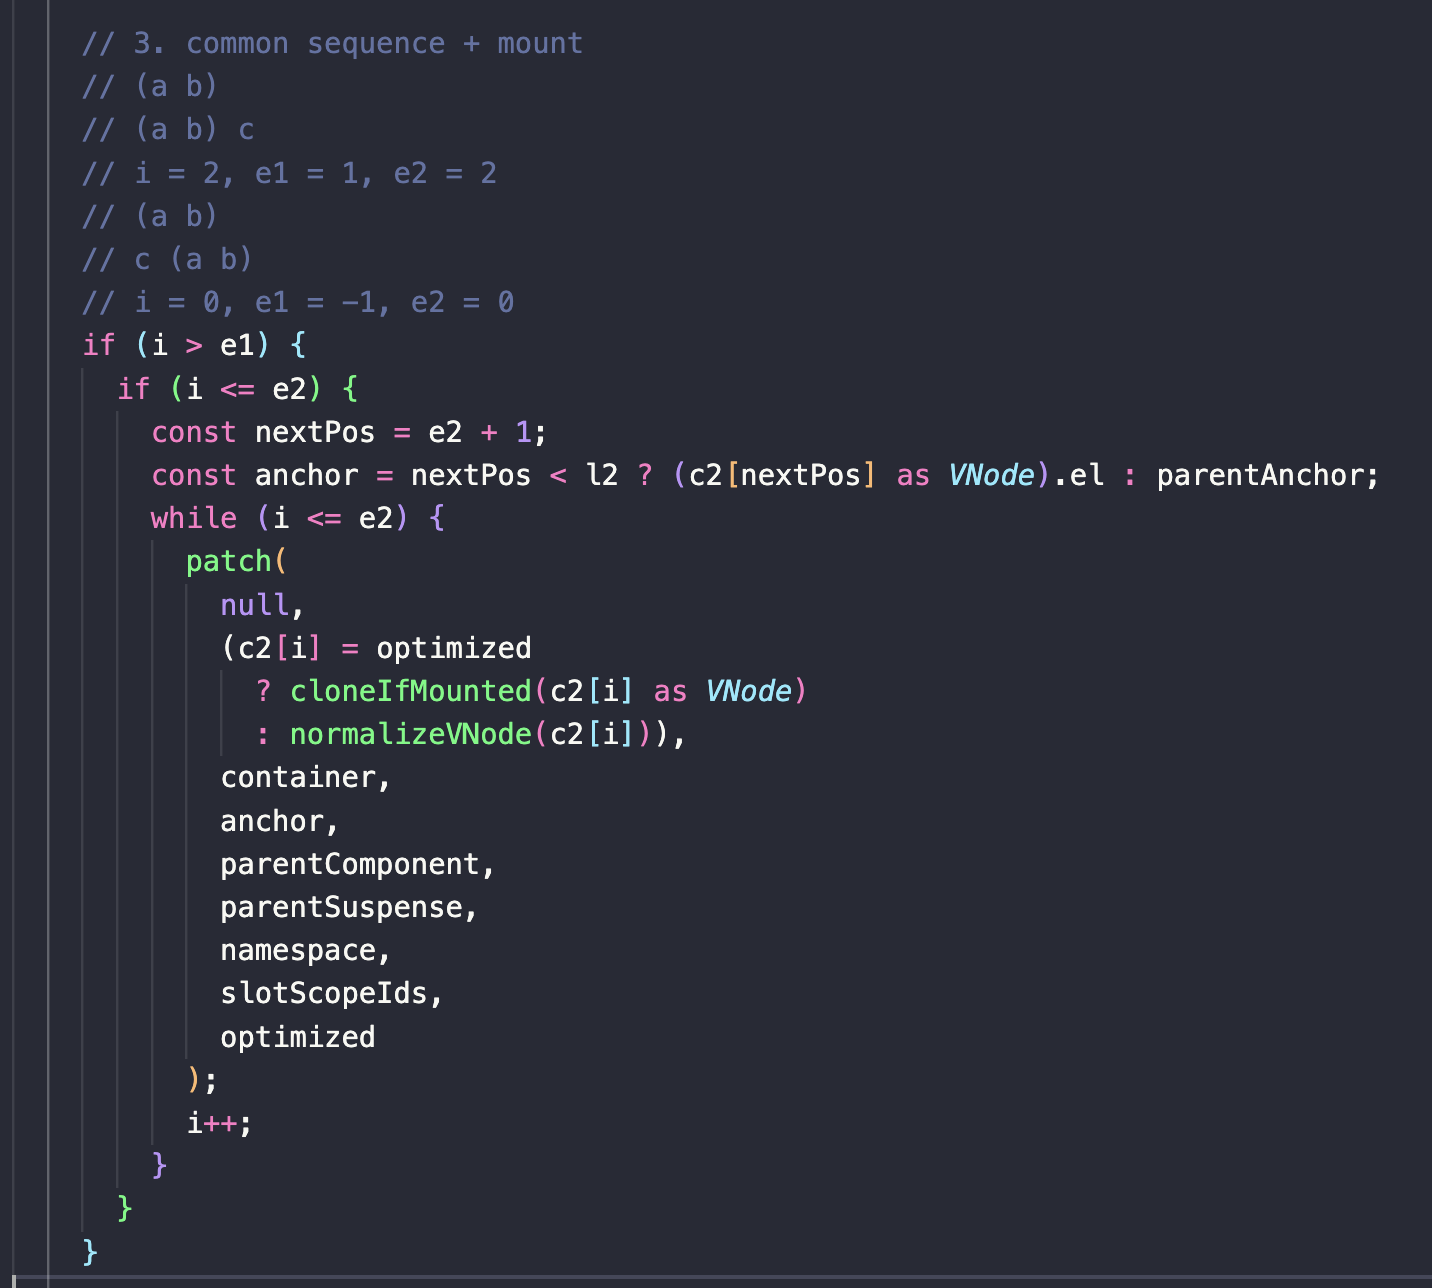 // 3. common sequence + mount
// (a b)
// (a b) c
// i = 2, e1 = 1, e2 = 2
// (a b)
// c (a b)
// i = 0, e1 = -1, e2 = 0
if (i > e1) {
  if (i <= e2) {
    const nextPos = e2 + 1;
    const anchor = nextPos < l2 ? (c2[nextPos] as VNode).el : parentAnchor;
    while (i <= e2) {
      patch(
        null,
        (c2[i] = optimized
          ? cloneIfMounted(c2[i] as VNode)
          : normalizeVNode(c2[i])),
        container,
        anchor,
        parentComponent,
        parentSuspense,
        namespace,
        slotScopeIds,
        optimized
      );
      i++;
    }
  }
}